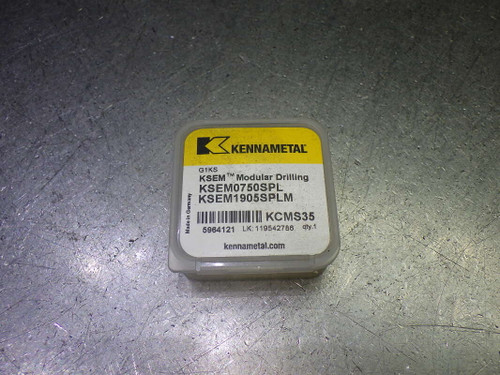 KENNAMETAL
G1KS
KSEM™ Modular Drilling
KSEM0750SPL
KSEM1905SPLM
Made in Germany
KCMS35
5964121 LK: 119542786 qty.1
kennametal.com